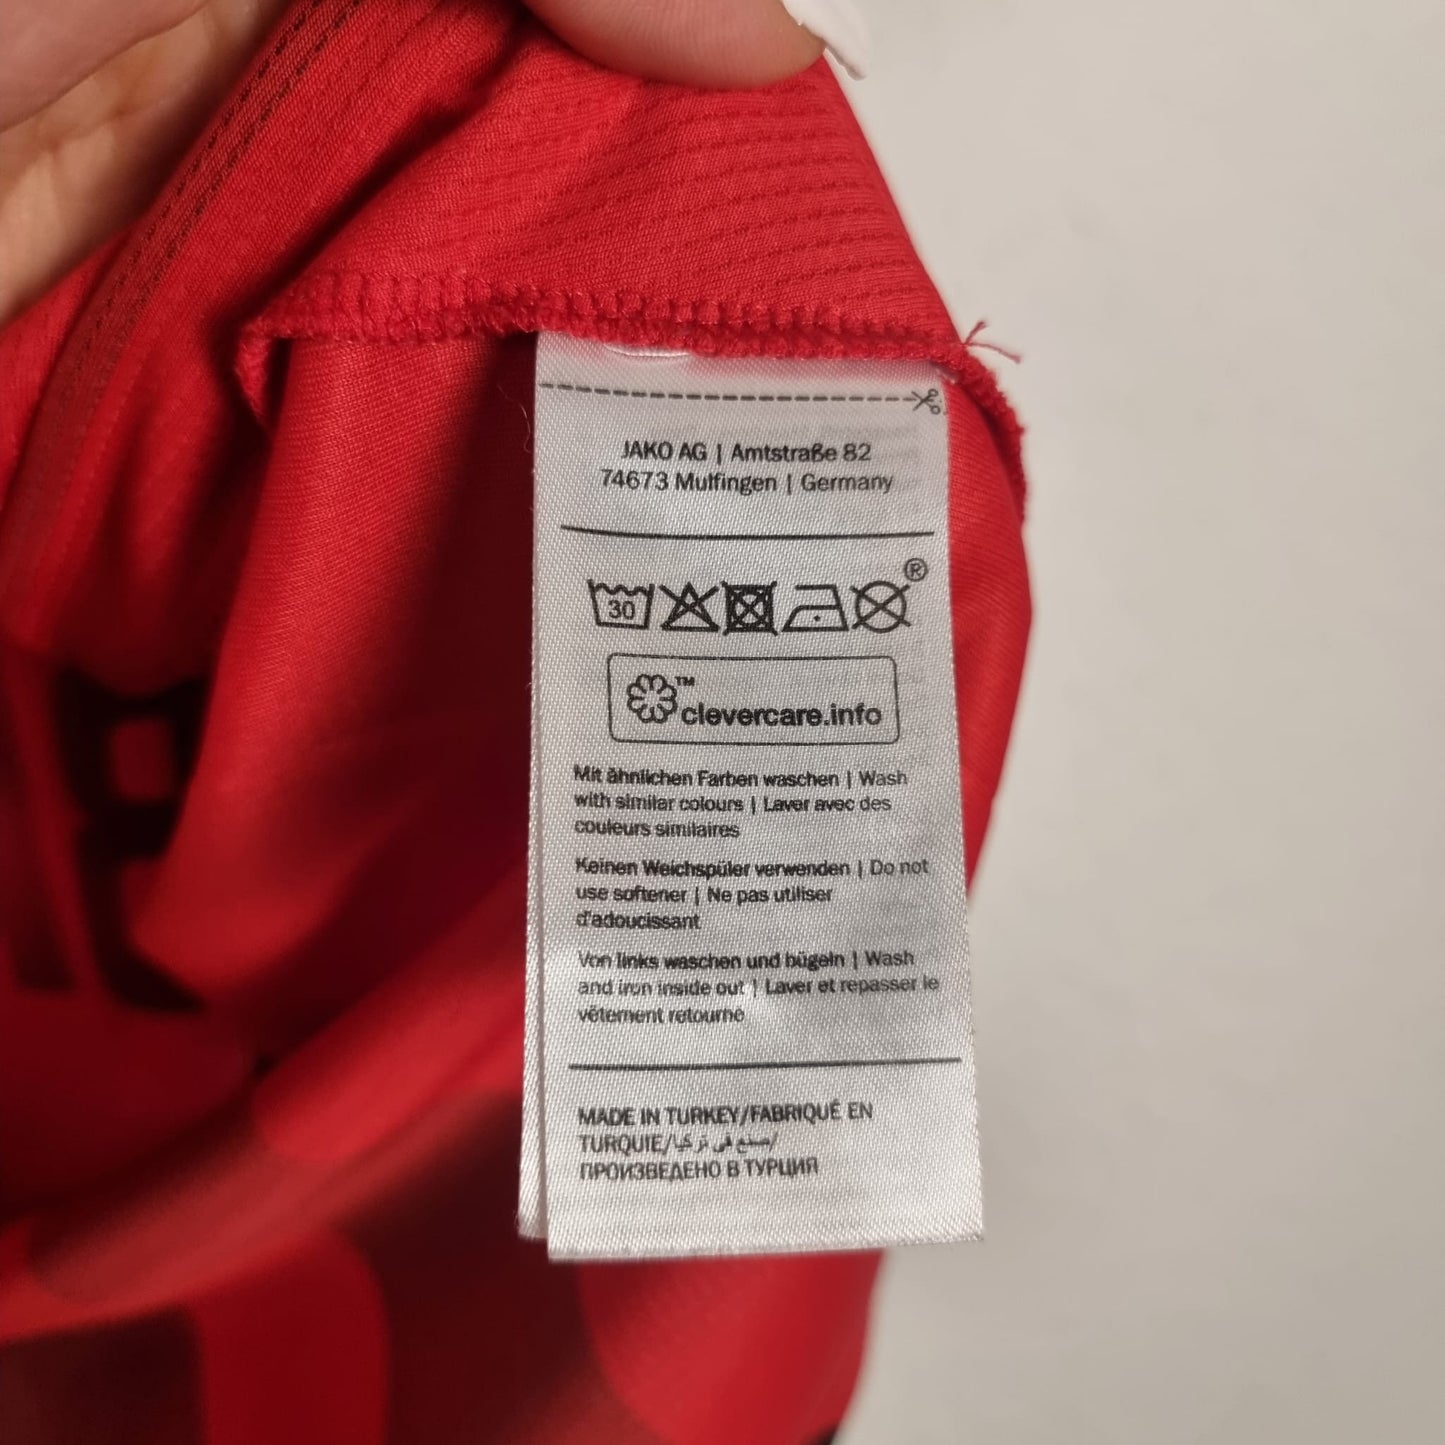 JAKO AG | Amtstraße 82
74673 Mulfingen | Germany
30
®
™
clevercare.info
Mit ähnlichen Farben waschen | Wash
with similar colours | Laver avec des
couleurs similaires
Keinen Weichspüler verwenden | Do not
use softener | Ne pas utiliser
d'adoucissant
Von links waschen und bügeln | Wash
and iron inside out | Laver et repasser le
vêtement retourné
MADE IN TURKEY/FABRIQUÉ EN
TURQUIE/صنع في تركيا/
ПРОИЗВЕДЕНО В ТУРЦИЯ